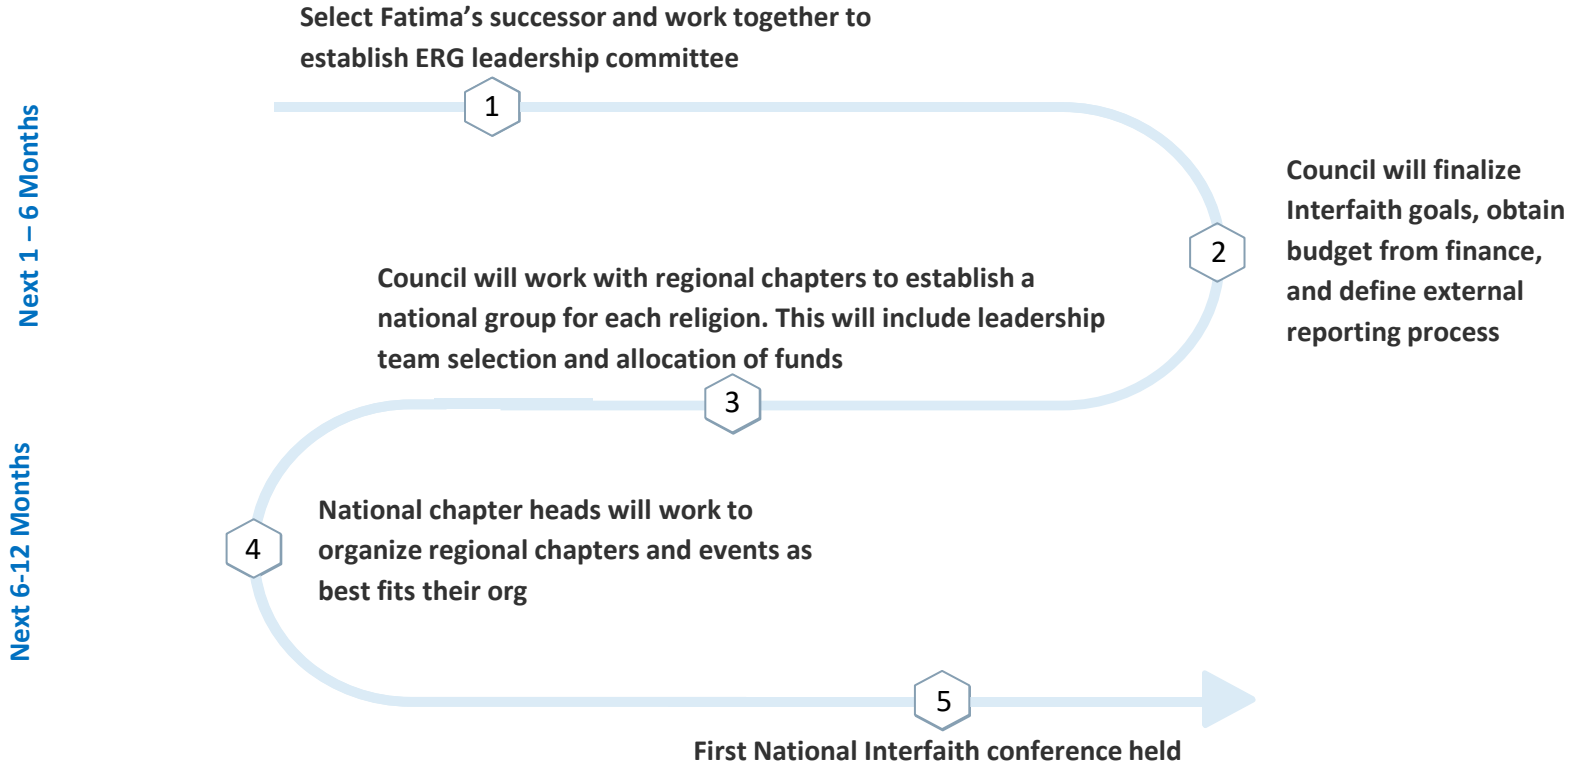 Select Fatima’s successor and work together to
establish ERG leadership committee
1
Next 1 – 6 Months
Council will finalize
Interfaith goals, obtain
budget from finance,
and define external
reporting process
2
Council will work with regional chapters to establish a
national group for each religion. This will include leadership
team selection and allocation of funds
3
Next 6-12 Months
National chapter heads will work to
organize regional chapters and events as
best fits their org
4
5
First National Interfaith conference held